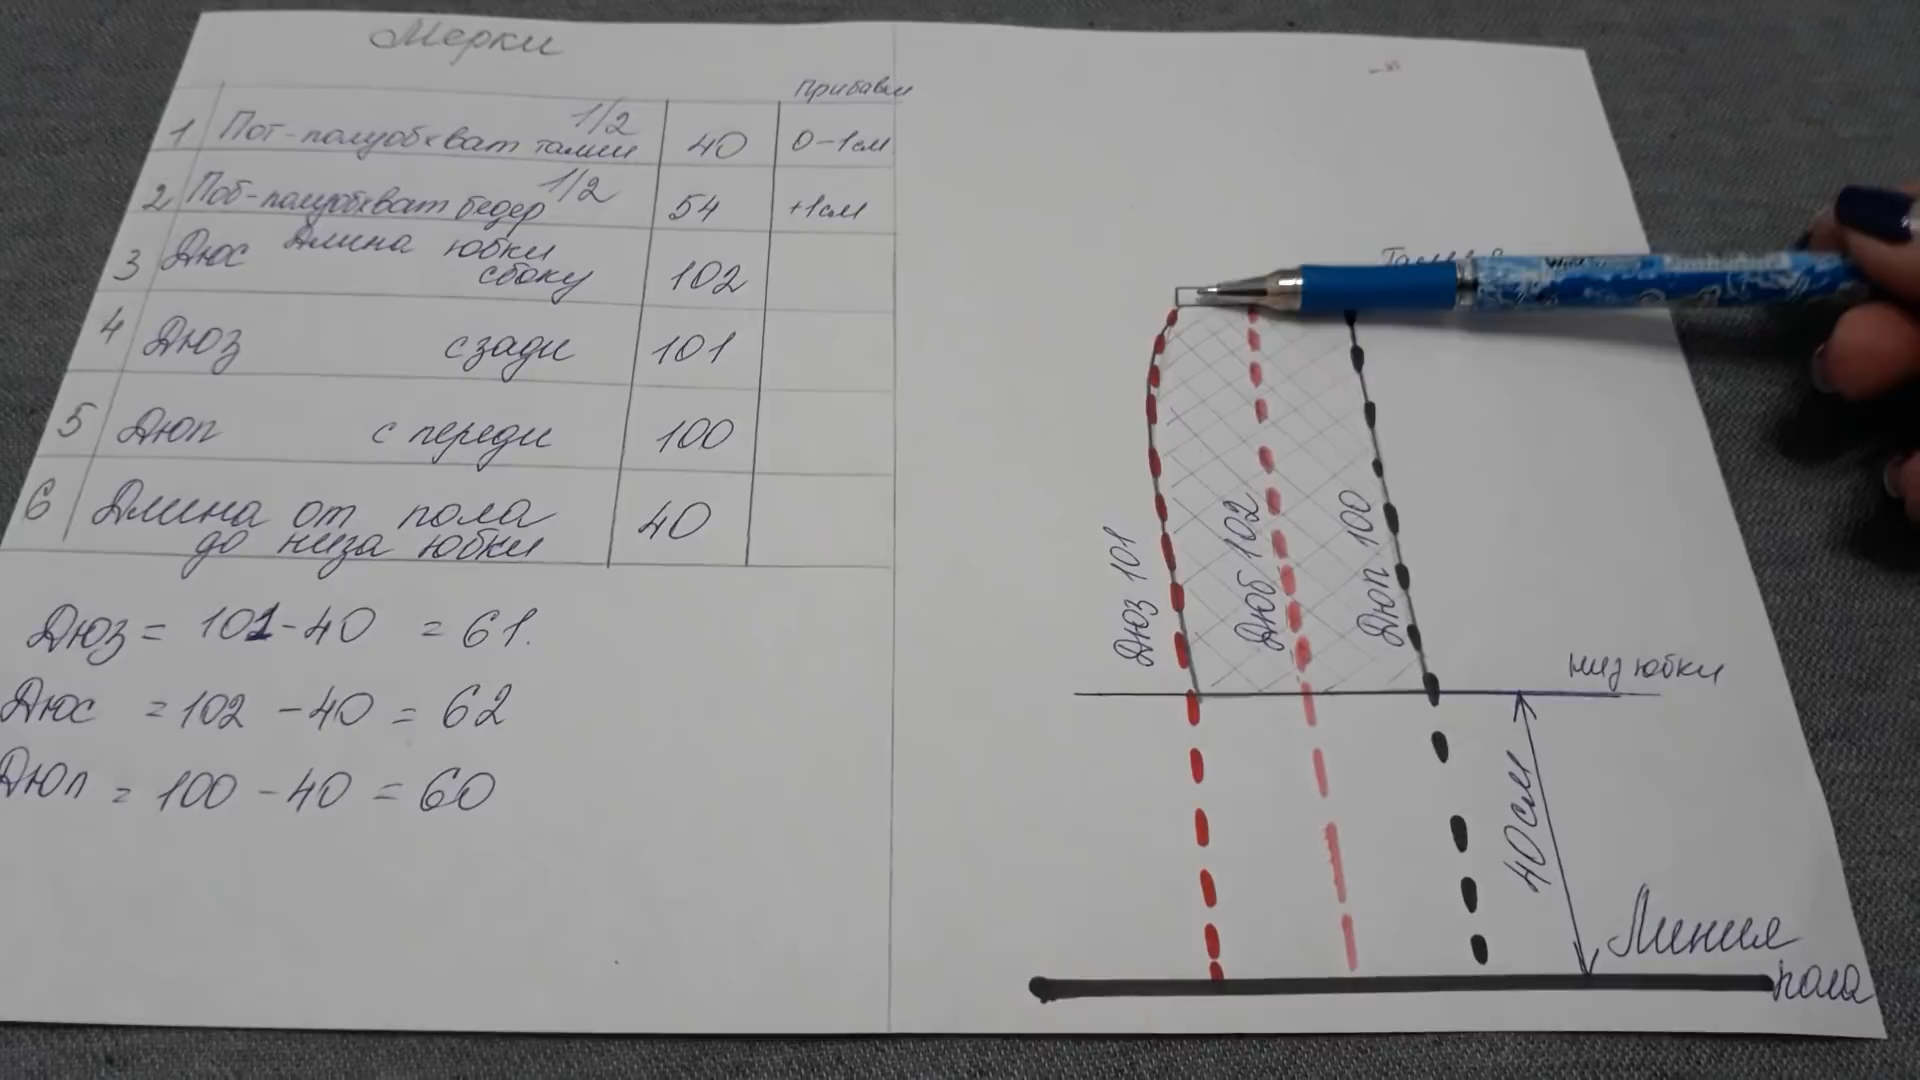 Мерки
Прибавки
1 Пот-полуобхват талии 1/2 40 0-1см
2 Поб-полуобхват бедер 1/2 54 +1см
3 Дюс Длина юбки сбоку 102
4 Дюз сзади 101
5 Дюп с переди 100
6 Длина от пола до низа юбки 40
Дюз = 101-40 = 61.
Дюс = 102 - 40 = 62
Дюп = 100 - 40 = 60
Дюз 101
Дюб 102
Дюп 100
низ юбки
40см
Линия
пола